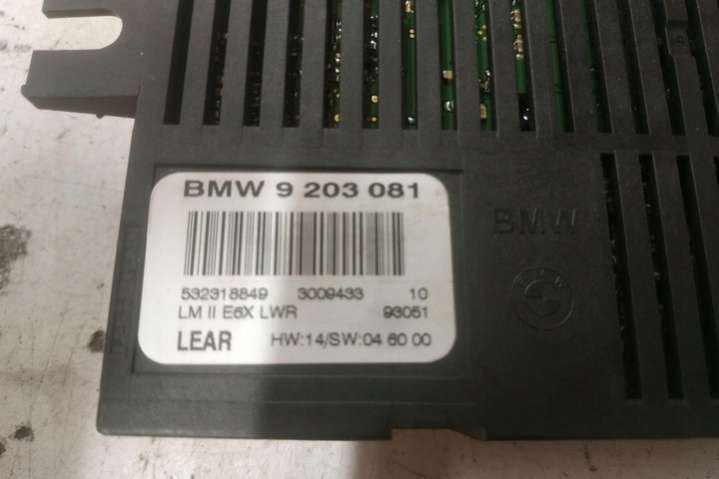 BMW 9 203 081
532318849 3009433 10
LM II E6X LWR 93051
LEAR HW:14/SW:04 60 00
BMW